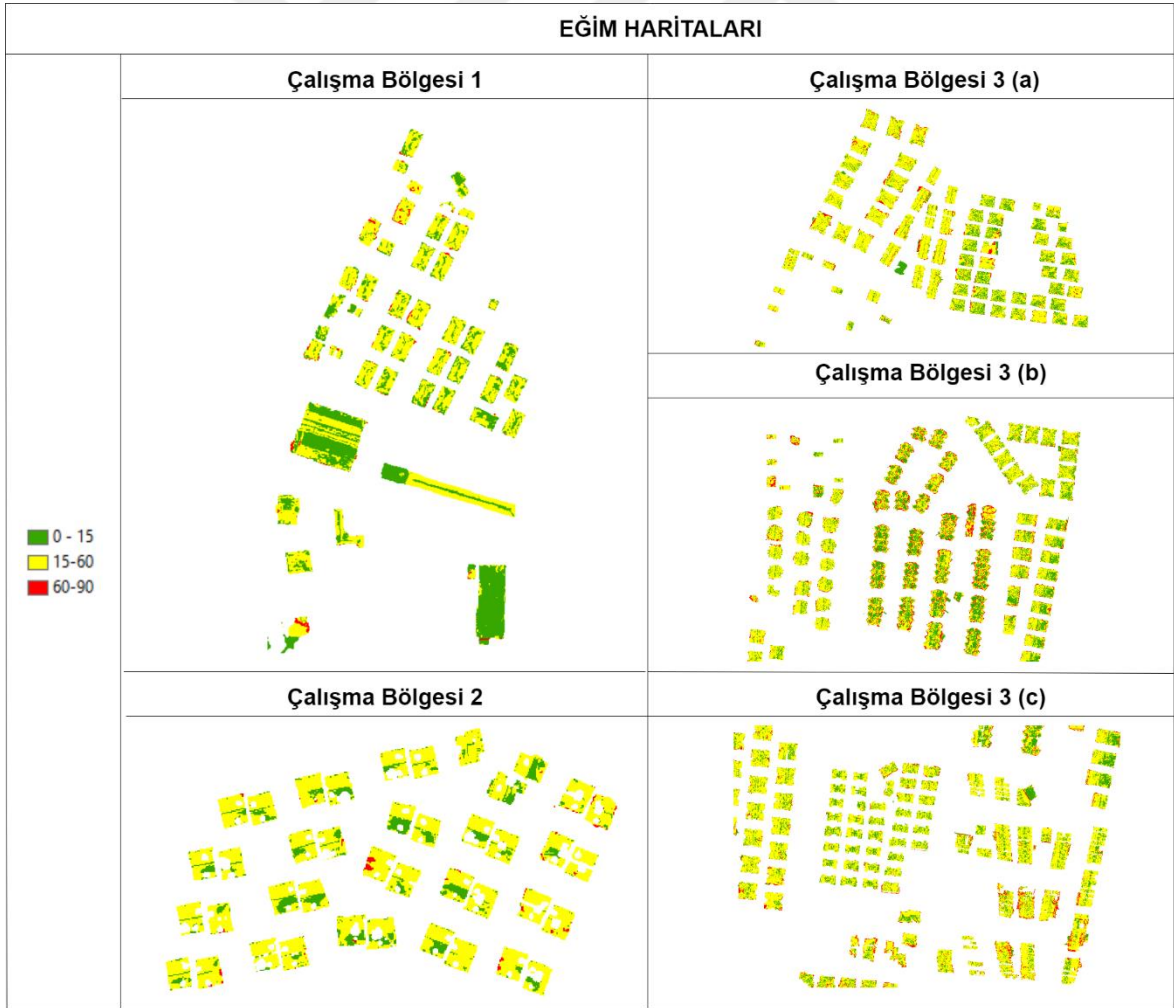 EĞİM HARİTALARI
Çalışma Bölgesi 1
Çalışma Bölgesi 3 (a)
Çalışma Bölgesi 3 (b)
0 - 15
15-60
60-90
Çalışma Bölgesi 2
Çalışma Bölgesi 3 (c)